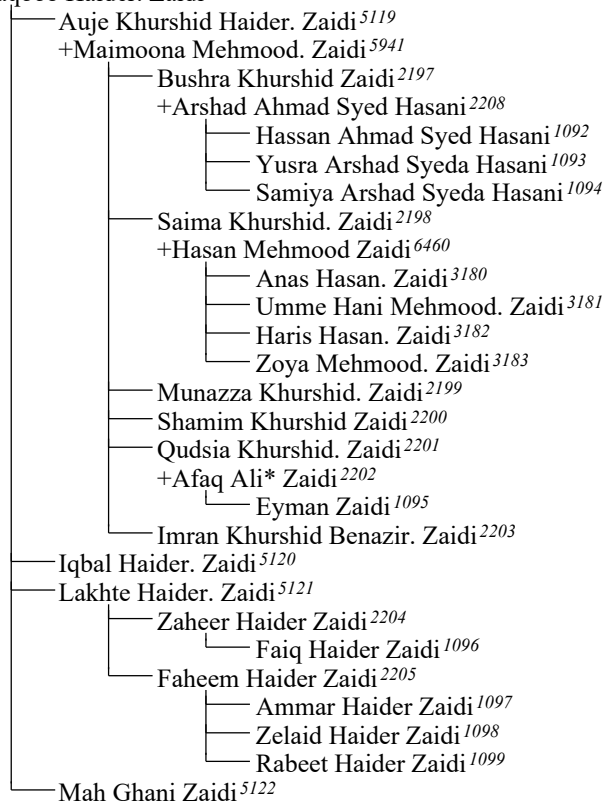 Haider. Zaidi
Auje Khurshid Haider. Zaidi 5119
+Maimoona Mehmood. Zaidi 5941
Bushra Khurshid Zaidi 2197
+Arshad Ahmad Syed Hasani 2208
Hassan Ahmad Syed Hasani 1092
Yusra Arshad Syeda Hasani 1093
Samiya Arshad Syeda Hasani 1094
Saima Khurshid. Zaidi 2198
+Hasan Mehmood Zaidi 6460
Anas Hasan. Zaidi 3180
Umme Hani Mehmood. Zaidi 3181
Haris Hasan. Zaidi 3182
Zoya Mehmood. Zaidi 3183
Munazza Khurshid. Zaidi 2199
Shamim Khurshid Zaidi 2200
Qudsia Khurshid. Zaidi 2201
+Afaq Ali* Zaidi 2202
Eyman Zaidi 1095
Imran Khurshid Benazir. Zaidi 2203
Iqbal Haider. Zaidi 5120
Lakhte Haider. Zaidi 5121
Zaheer Haider Zaidi 2204
Faiq Haider Zaidi 1096
Faheem Haider Zaidi 2205
Ammar Haider Zaidi 1097
Zelaid Haider Zaidi 1098
Rabeet Haider Zaidi 1099
Mah Ghani Zaidi 5122